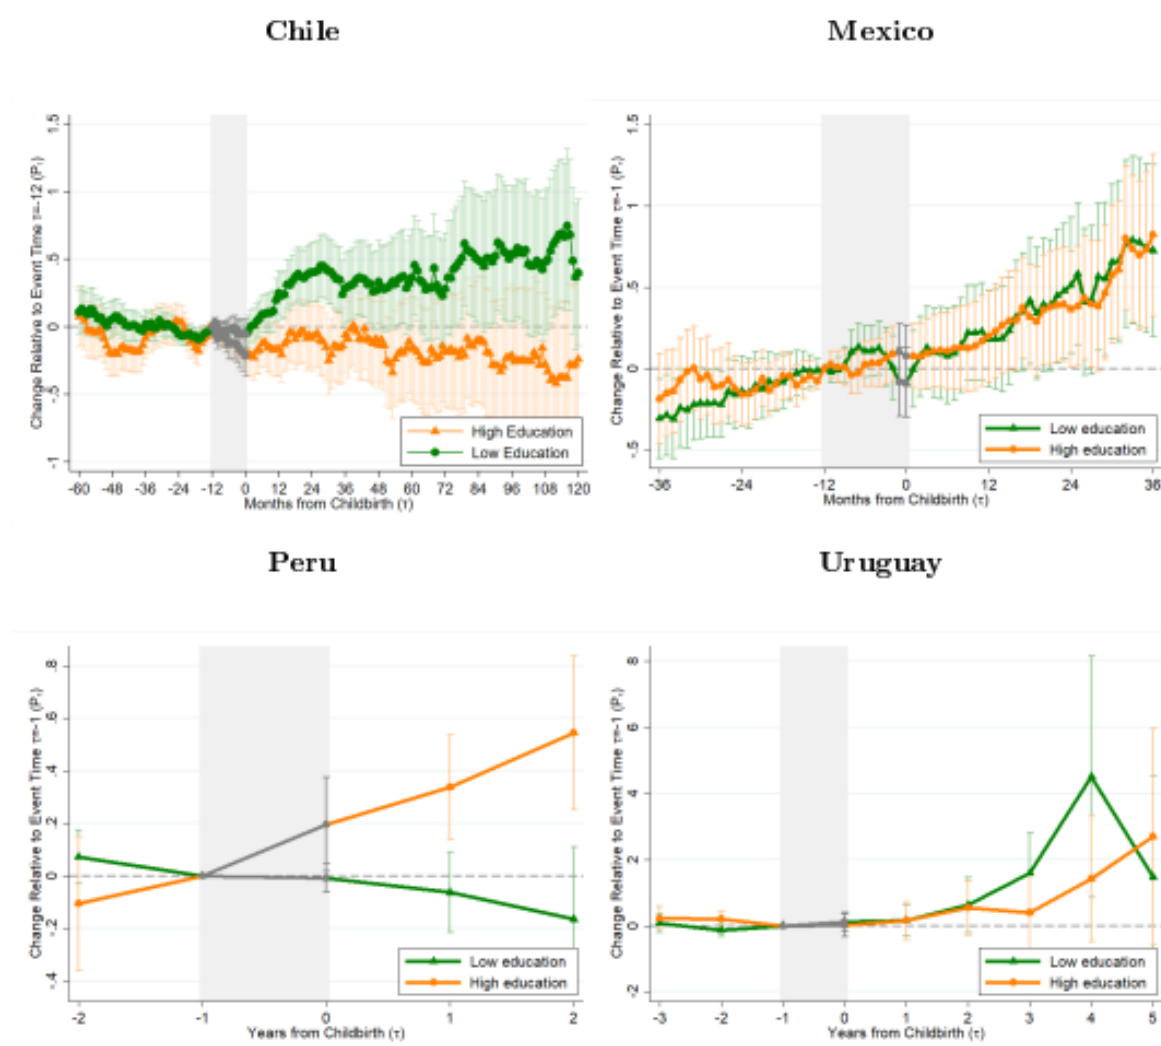 Chile
Change Relative to Event Time τ=-12 (Pτ)
1.5
1
.5
0
-.5
-1
-60 -48 -36 -24 -12 0 12 24 36 48 60 72 84 96 108 120
Months from Childbirth (τ)
High Education
Low Education
Mexico
Change Relative to Event Time τ=-1 (Pτ)
1.5
1
.5
0
-.5
-36 -24 -12 0 12 24 36
Months from Childbirth (τ)
Low education
High education
Peru
Change Relative to Event Time τ=-1 (Pτ)
.8
.6
.4
.2
0
-.2
-.4
-2 -1 0 1 2
Years from Childbirth (τ)
Low education
High education
Uruguay
Change Relative to Event Time τ=-1 (Pτ)
8
6
4
2
0
-2
-3 -2 -1 0 1 2 3 4 5
Years from Childbirth (τ)
Low education
High education